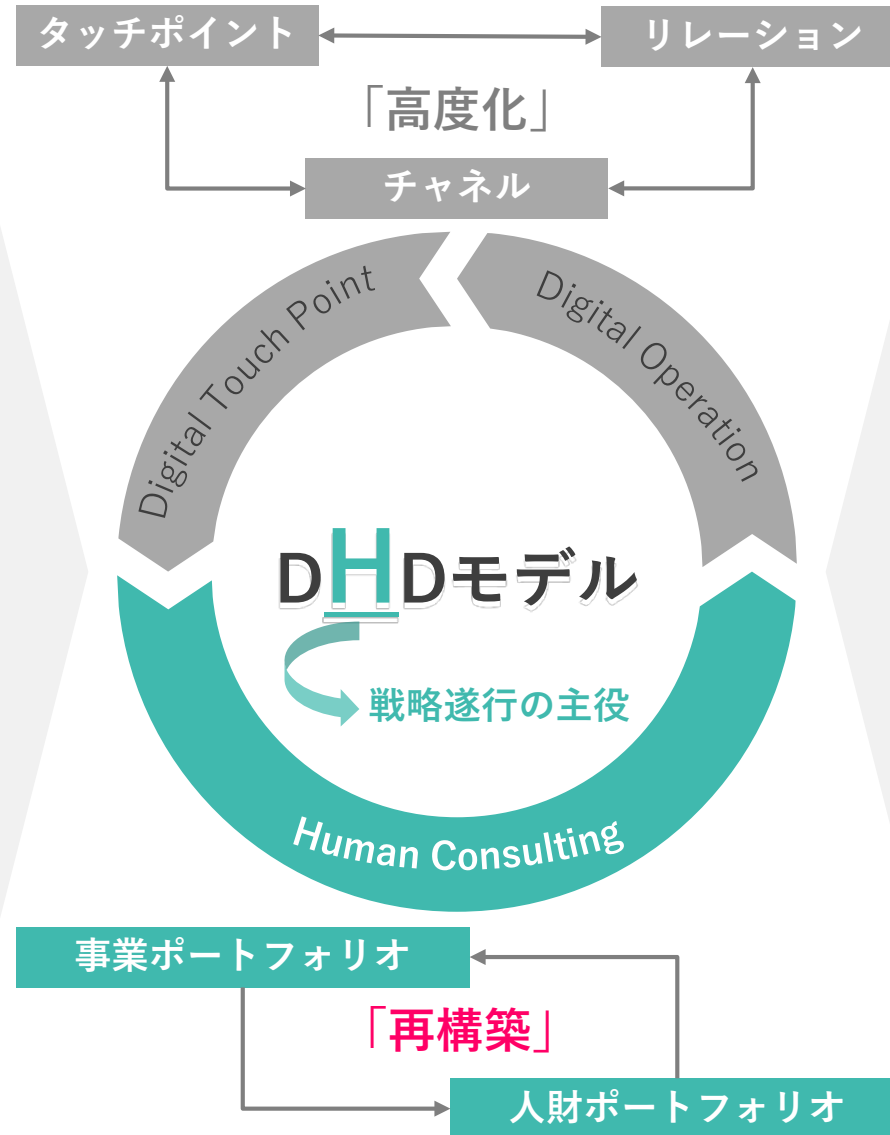 タッチポイント
リレーション
「高度化」
チャネル
Digital Touch Point
Digital Operation
DHDモデル
戦略遂行の主役
Human Consulting
事業ポートフォリオ
「再構築」
人財ポートフォリオ